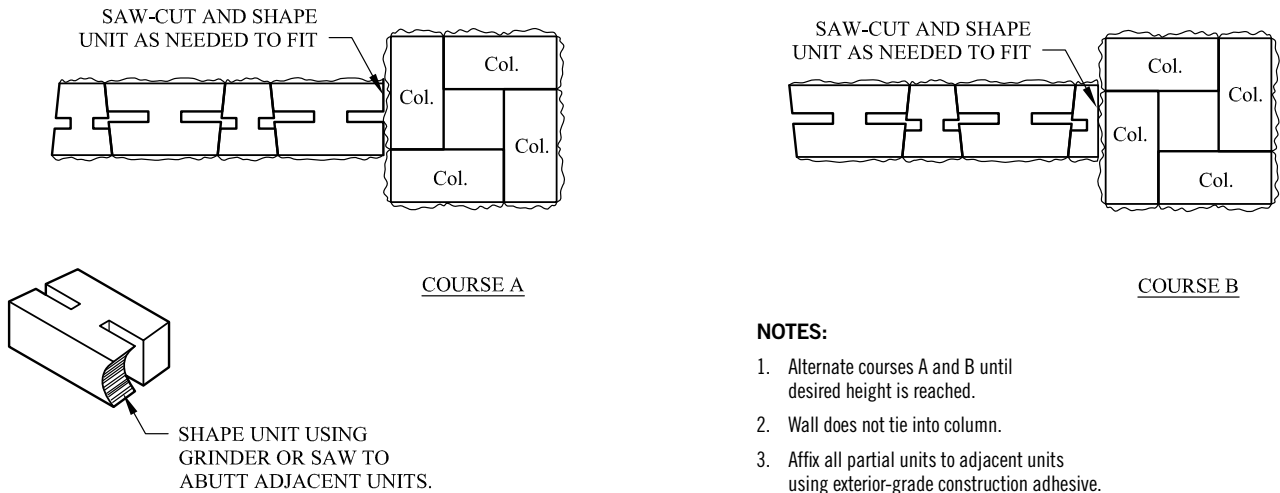 SAW-CUT AND SHAPE
UNIT AS NEEDED TO FIT
Col.
Col.
Col.
Col.
COURSE A
SAW-CUT AND SHAPE
UNIT AS NEEDED TO FIT
Col.
Col.
Col.
Col.
COURSE B
SHAPE UNIT USING
GRINDER OR SAW TO
ABUTT ADJACENT UNITS.
NOTES:
1. Alternate courses A and B until
desired height is reached.
2. Wall does not tie into column.
3. Affix all partial units to adjacent units
using exterior-grade construction adhesive.